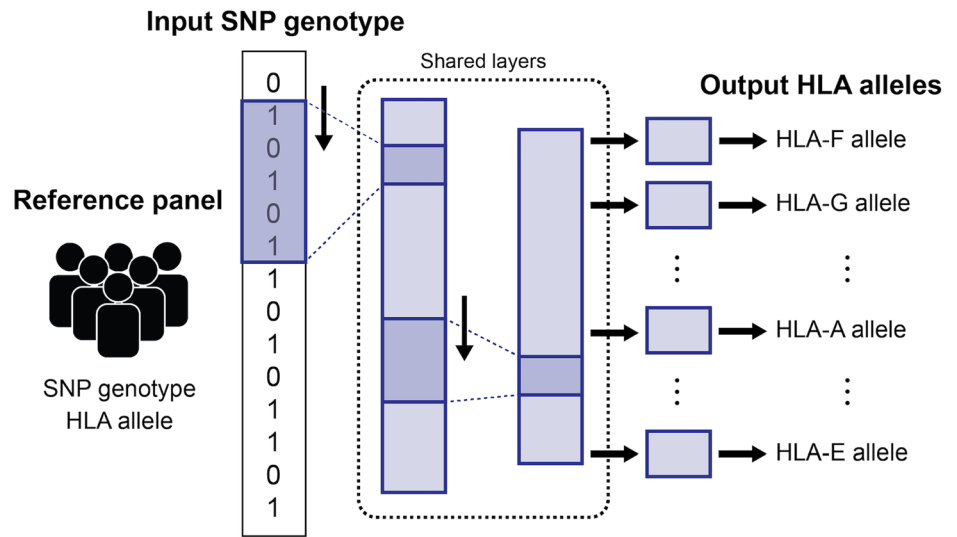 Input SNP genotype
Shared layers
Output HLA alleles
Reference panel
SNP genotype
HLA allele
0
1
0
1
0
1
1
0
1
0
1
1
0
1
HLA-F allele
HLA-G allele
HLA-A allele
HLA-E allele